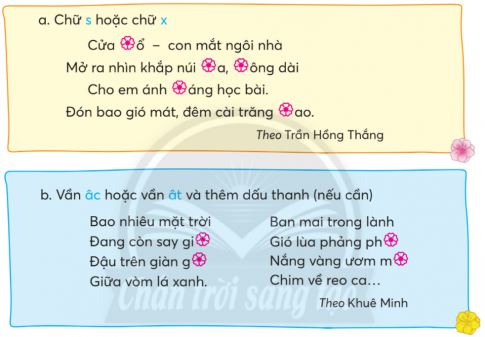 a. Chữ s hoặc chữ x
Cửa ổ – con mắt ngôi nhà
Mở ra nhìn khắp núi a, ông dài
Cho em ánh áng học bài.
Đón bao gió mát, đêm cài trăng ao.
Theo Trần Hồng Thắng
b. Vần âc hoặc vần ât và thêm dấu thanh (nếu cần)
Bao nhiêu mặt trời
Đang còn say gi
Đậu trên giàn g
Giữa vòm lá xanh.
Ban mai trong lành
Gió lùa phảng ph
Nắng vàng ươm m
Chim về reo ca...
Theo Khuê Minh
Chân trời sáng tạo